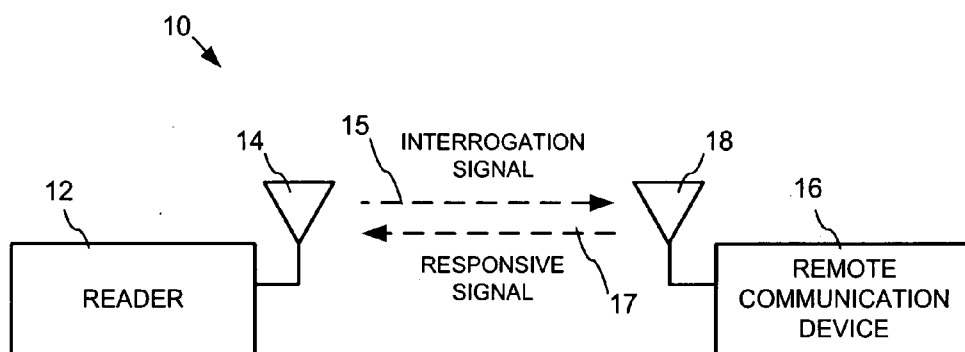 10
14
15
INTERROGATION
SIGNAL
18
12
16
READER
RESPONSIVE
SIGNAL
17
REMOTE
COMMUNICATION
DEVICE